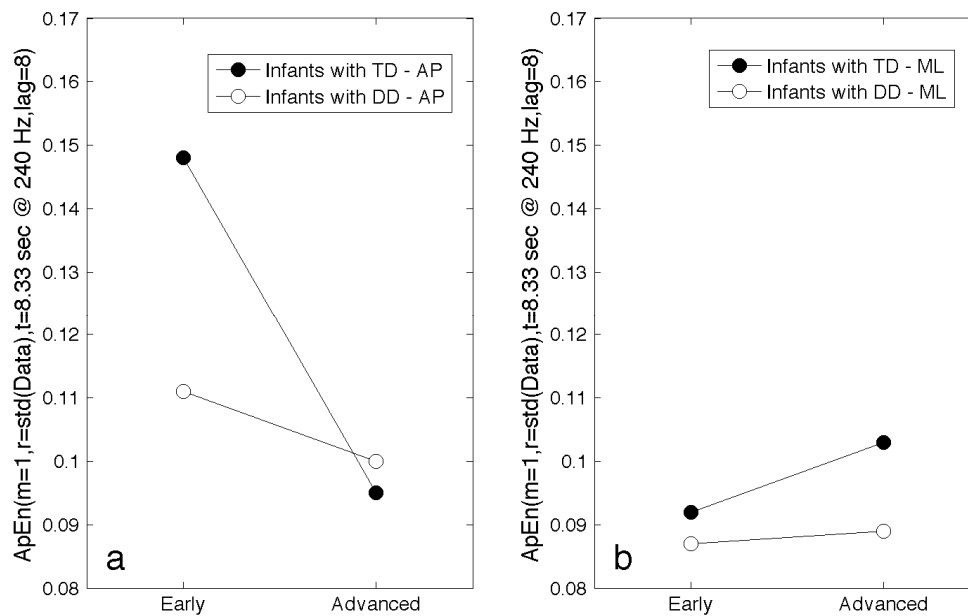 ApEn(m=1,r=std(Data),t=8.33 sec @ 240 Hz,lag=8)
0.17
0.16
0.15
0.14
0.13
0.12
0.11
0.1
0.09
0.08
Infants with TD - AP
Infants with DD - AP
a
Early Advanced
ApEn(m=1,r=std(Data),t=8.33 sec @ 240 Hz,lag=8)
0.17
0.16
0.15
0.14
0.13
0.12
0.11
0.1
0.09
0.08
Infants with TD - ML
Infants with DD - ML
b
Early Advanced